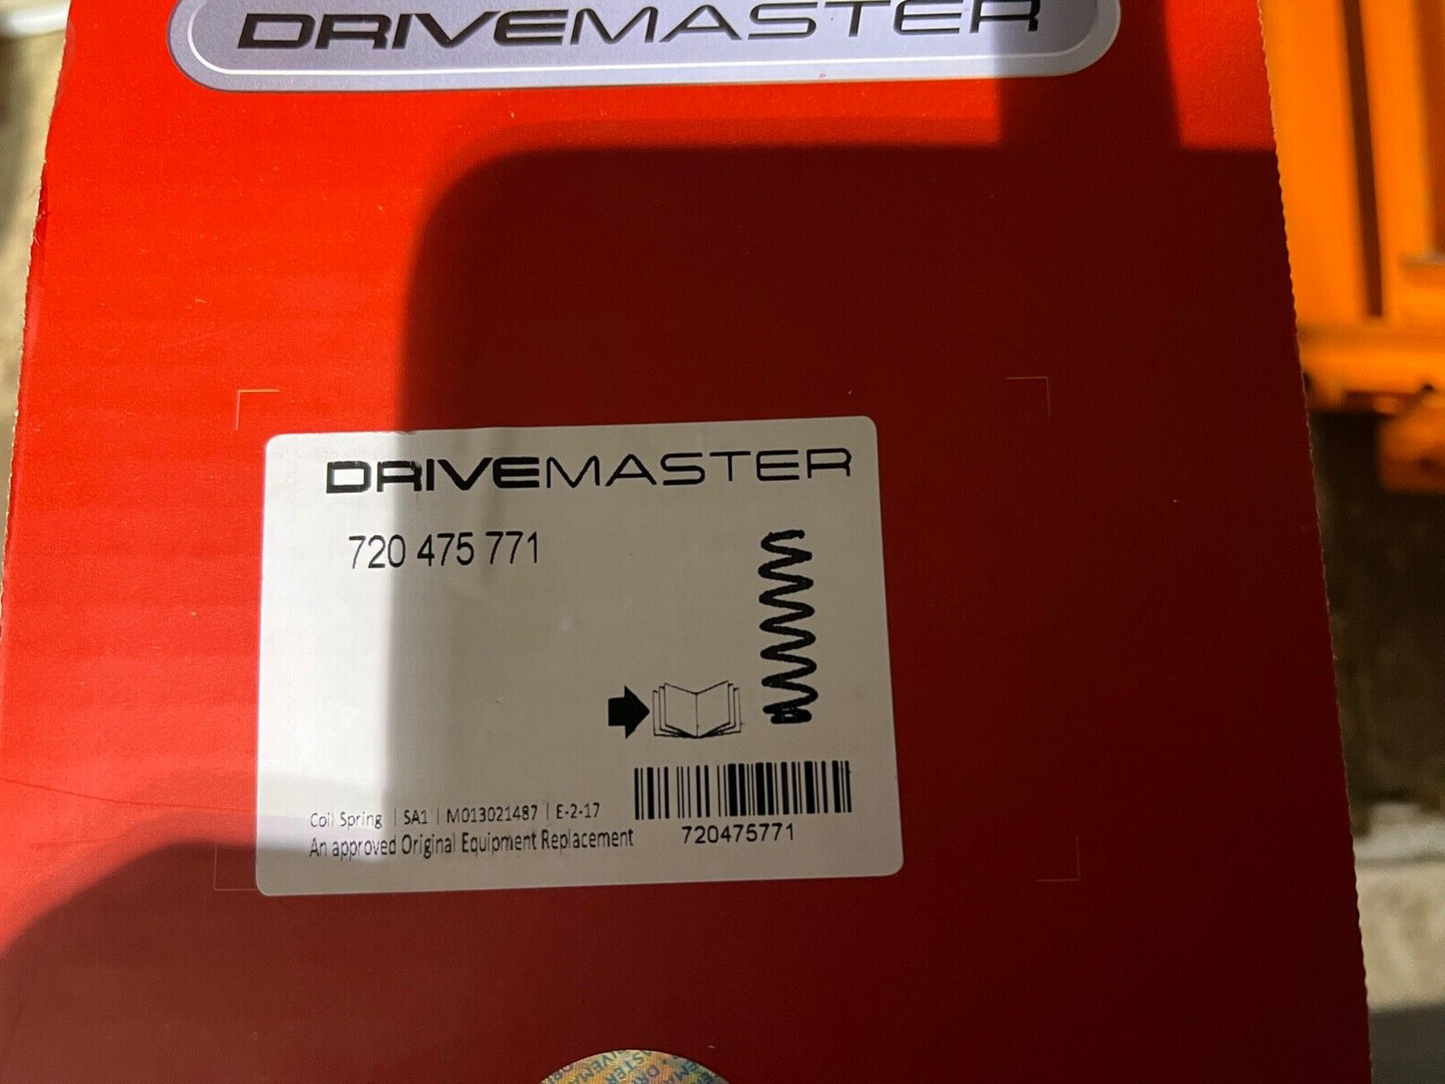 DRIVEMASTER
DRIVEMASTER
720 475 771
Coil Spring | SA1 | M013021487 | E-2-17
An approved Original Equipment Replacement
720475771